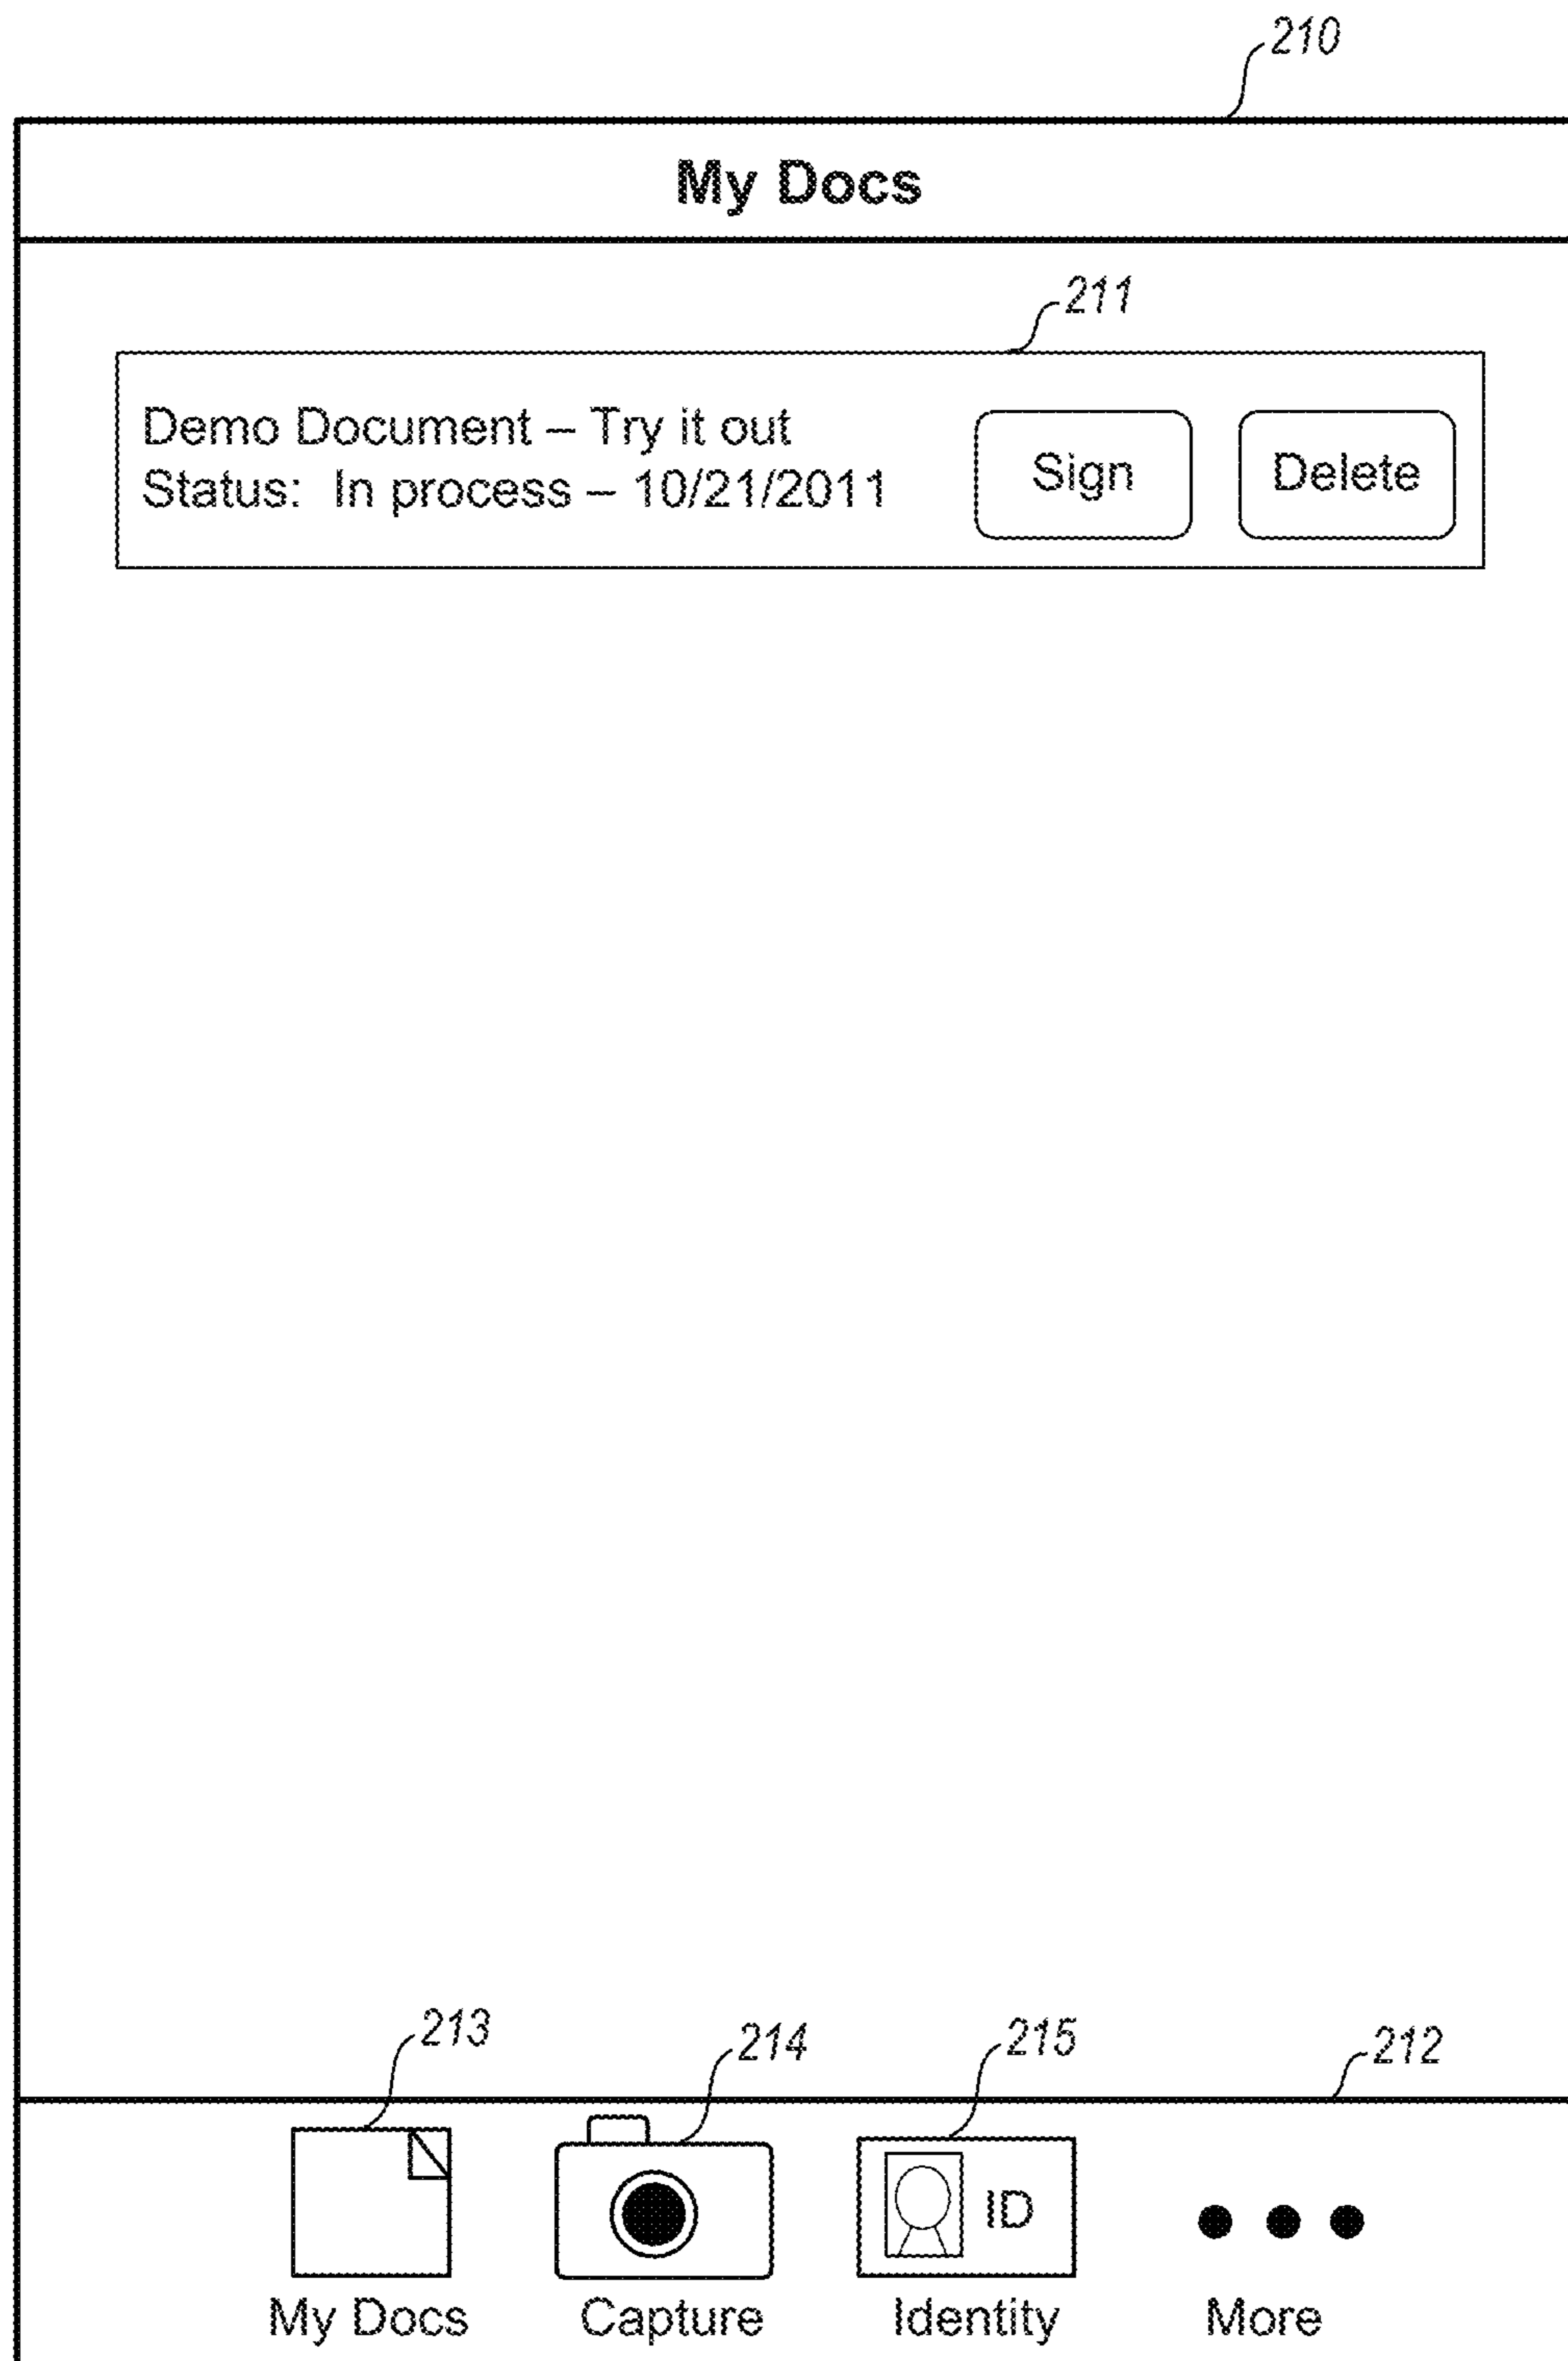 210
My Docs
211
Demo Document – Try it out
Status: In process – 10/21/2011
Sign
Delete
213
214
215
212
ID
My Docs
Capture
Identity
More